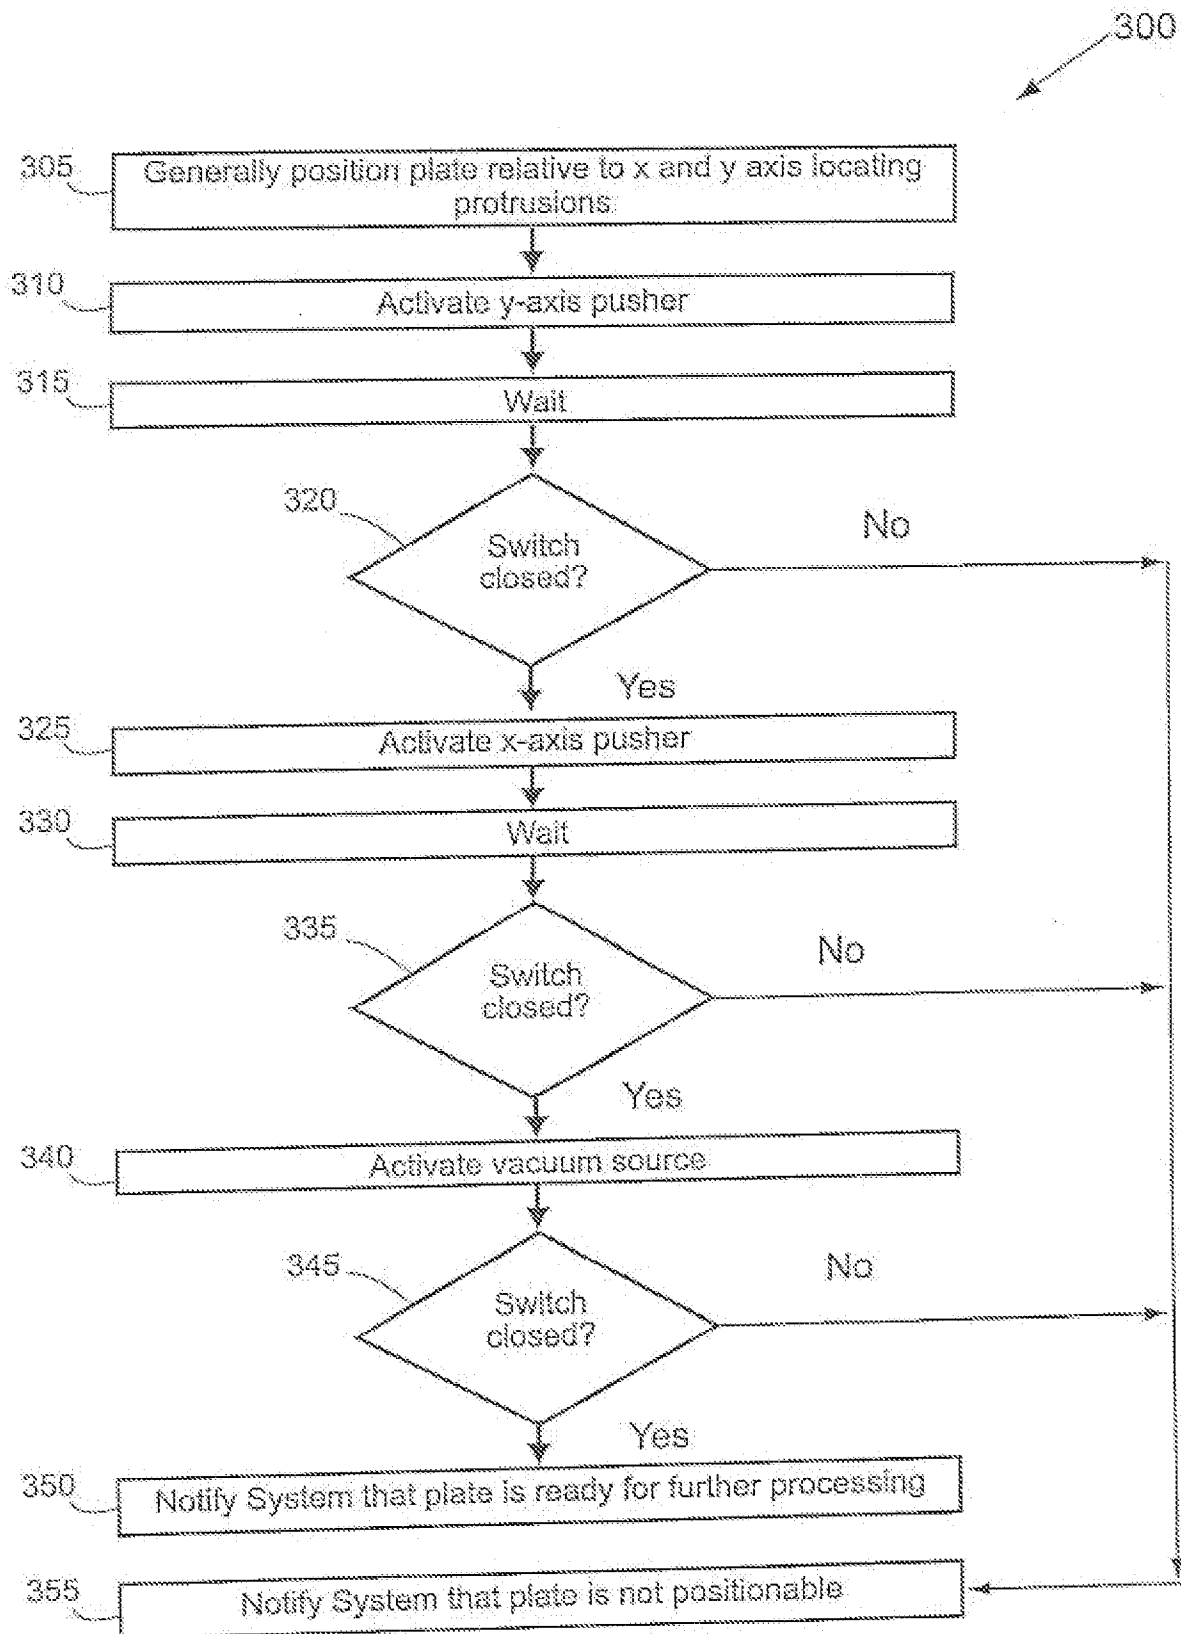 300
305
Generally position plate relative to x and y axis locating
protrusions
310
Activate y-axis pusher
315
Wait
320
Switch
closed?
No
Yes
325
Activate x-axis pusher
330
Wait
335
Switch
closed?
No
Yes
340
Activate vacuum source
345
Switch
closed?
No
Yes
350
Notify System that plate is ready for further processing
355
Notify System that plate is not positionable